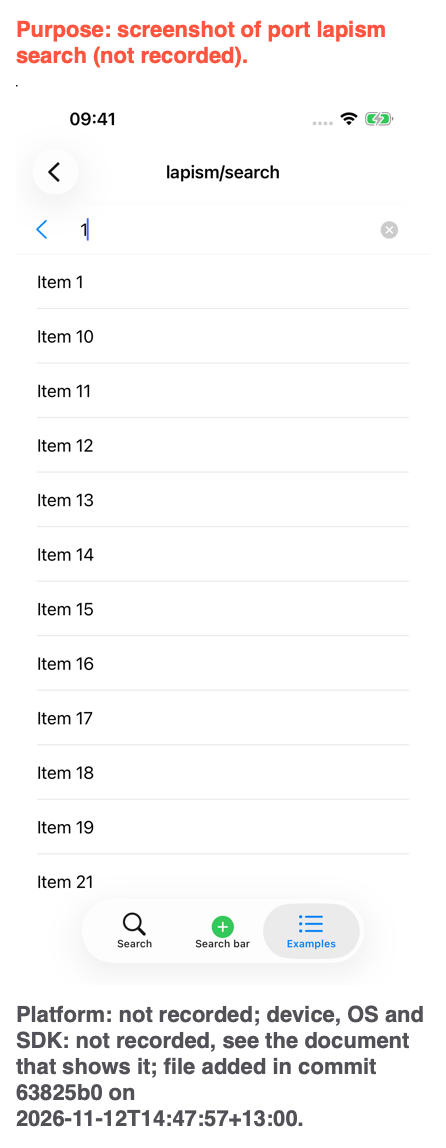 Purpose: screenshot of port lapism
search (not recorded).
.
09:41
lapism/search
1
Item 1
Item 10
Item 11
Item 12
Item 13
Item 14
Item 15
Item 16
Item 17
Item 18
Item 19
Item 21
Search
Search bar
Examples
Platform: not recorded; device, OS and
SDK: not recorded, see the document
that shows it; file added in commit
63825b0 on
2026-11-12T14:47:57+13:00.